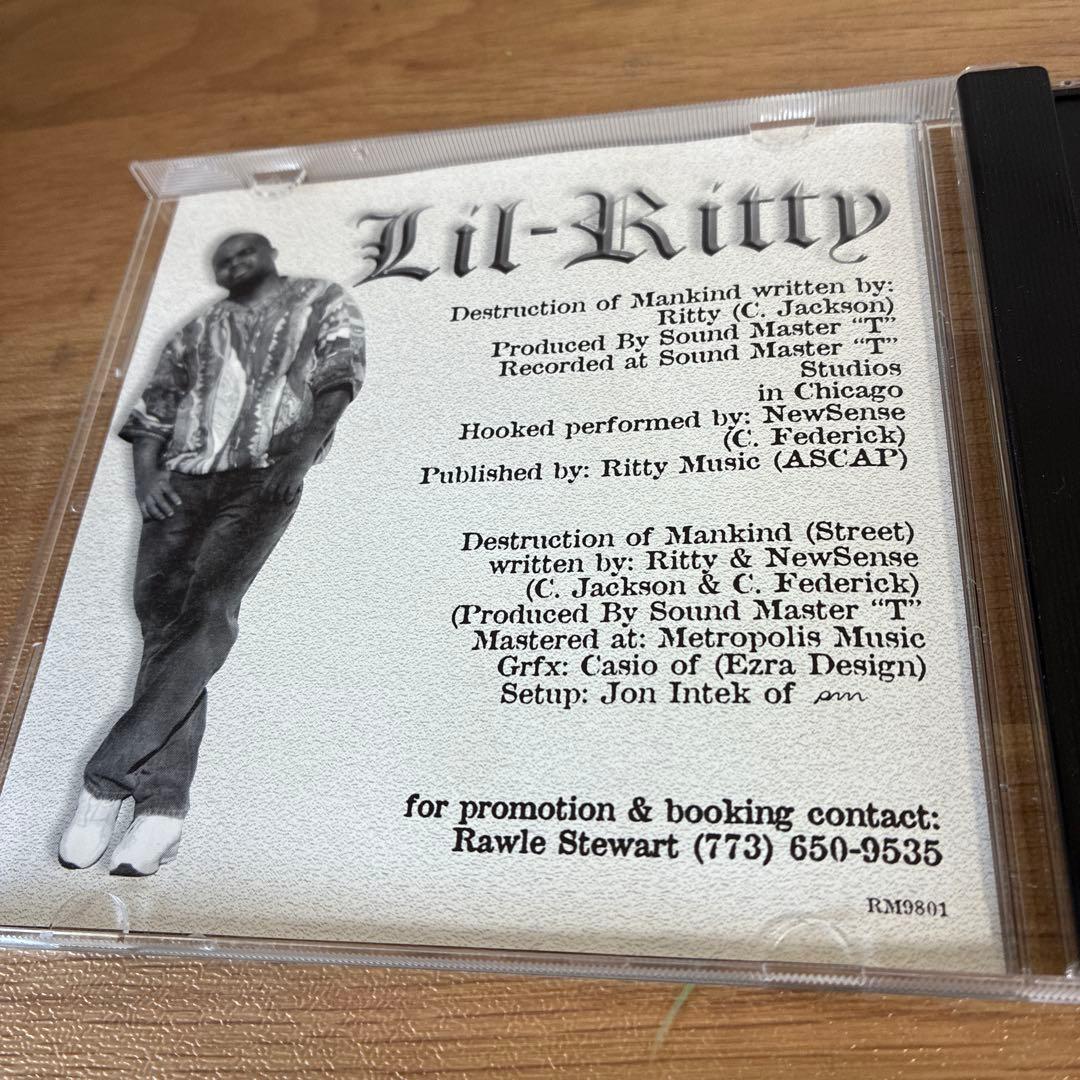 Lil-Ritty
Destruction of Mankind written by:
Ritty (C. Jackson)
Produced By Sound Master “T”
Recorded at Sound Master “T”
Studios
in Chicago
Hooked performed by: NewSense
(C. Federick)
Published by: Ritty Music (ASCAP)
Destruction of Mankind (Street)
written by: Ritty & NewSense
(C. Jackson & C. Federick)
(Produced By Sound Master “T”
Mastered at: Metropolis Music
Grfx: Casio of (Ezra Design)
Setup: Jon Intek of pm
for promotion & booking contact:
Rawle Stewart (773) 650-9535
RM9801